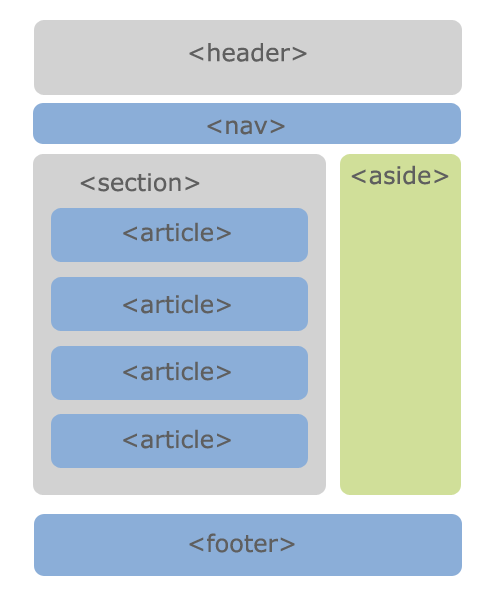 <header>
<nav>
<section>
<aside>
<article>
<article>
<article>
<article>
<footer>